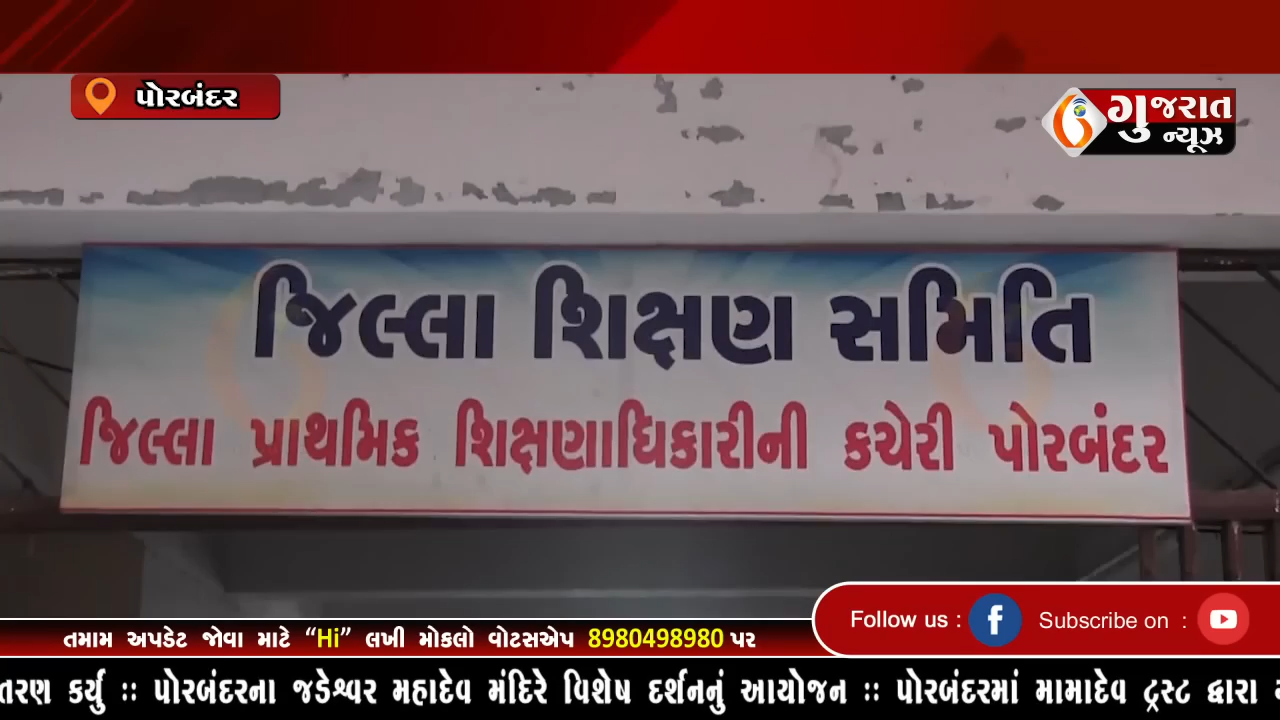 પોરબંદર
ગુજરાત
ન્યૂઝ
જિલ્લા શિક્ષણ સમિતિ
જિલ્લા પ્રાથમિક શિક્ષણાધિકારીની કચેરી પોરબંદર
Follow us :
Subscribe on :
તમામ અપડેટ જોવા માટે “Hi” લખી મોકલો વોટસએપ 8980498980 પર
તરણ કર્યુ :: પોરબંદરના જડેશ્વર મહાદેવ મંદિરે વિશેષ દર્શનનું આયોજન :: પોરબંદરમાં મામાદેવ ટ્રસ્ટ દ્વારા